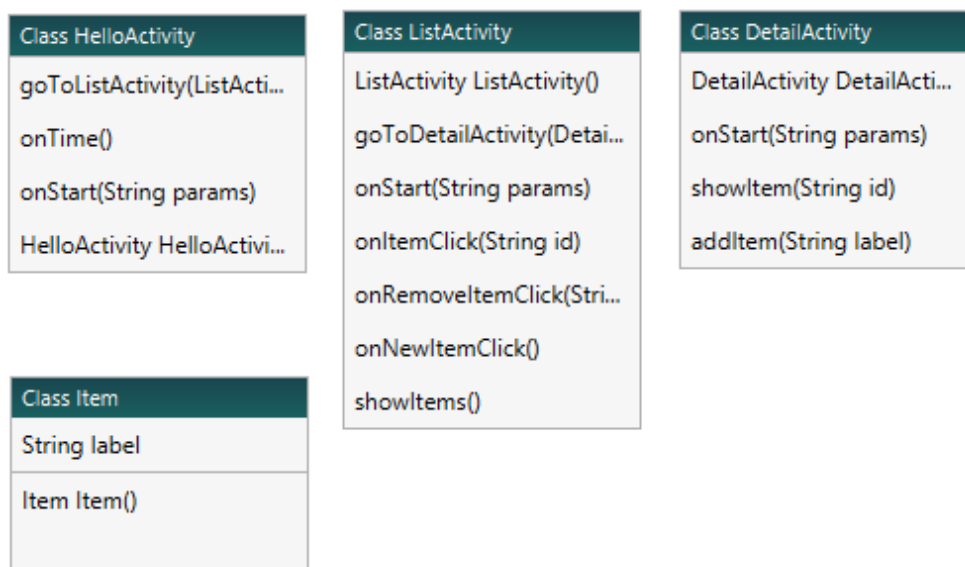 Class HelloActivity
goToListActivity(ListActi...
onTime()
onStart(String params)
HelloActivity HelloActivi...
Class ListActivity
ListActivity ListActivity()
goToDetailActivity(Detai...
onStart(String params)
onItemClick(String id)
onRemoveItemClick(Stri...
onNewItemClick()
showItems()
Class DetailActivity
DetailActivity DetailActi...
onStart(String params)
showItem(String id)
addItem(String label)
Class Item
String label
Item Item()